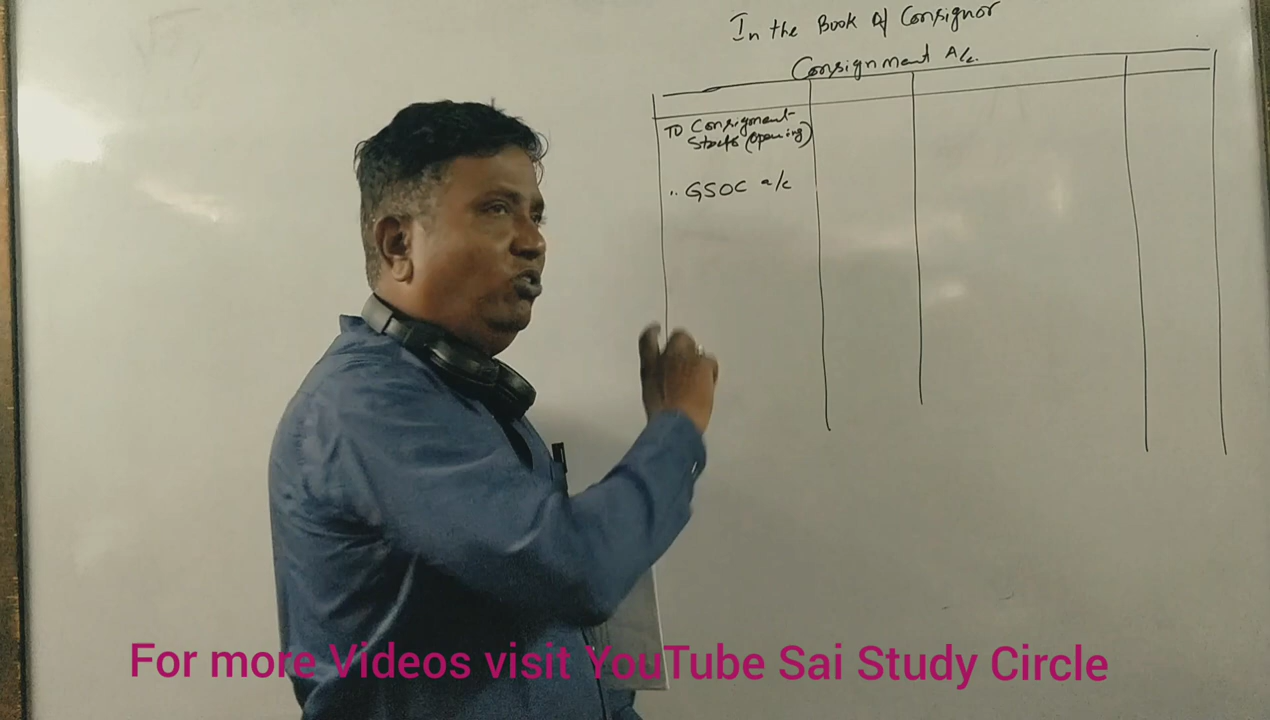 In the Book of Consignor
Consignment A/c.
To Consignment
Stock (opening)
" GSOC a/c
For more Videos visit YouTube Sai Study Circle